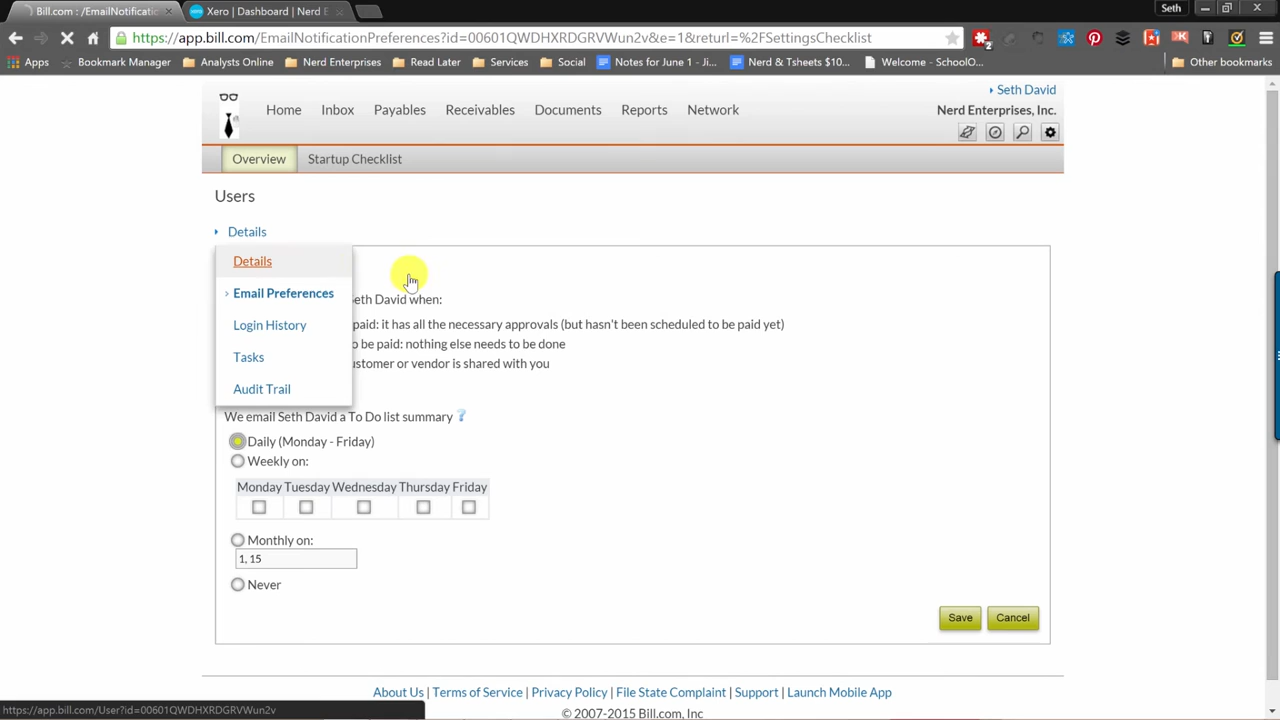 Bill.com : /EmailNotificatio
Xero | Dashboard | Nerd E
Seth
https://app.bill.com/EmailNotificationPreferences?id=00601QWDHXRDGRVWun2v&e=1&returl=%2FSettingsChecklist
2
Apps
Bookmark Manager
Analysts Online
Nerd Enterprises
Read Later
Services
Social
Notes for June 1 - Ji...
Nerd & Tsheets $10...
Welcome - SchoolO...
Other bookmarks
Seth David
Home Inbox Payables Receivables Documents Reports Network
Nerd Enterprises, Inc.
Overview Startup Checklist
Users
Details
Details
Email Preferences
Login History
Tasks
Audit Trail
eth David when:
paid: it has all the necessary approvals (but hasn't been scheduled to be paid yet)
o be paid: nothing else needs to be done
ustomer or vendor is shared with you
We email Seth David a To Do list summary ?
Daily (Monday - Friday)
Weekly on:
Monday Tuesday Wednesday Thursday Friday
Monthly on:
1, 15
Never
Save Cancel
About Us | Terms of Service | Privacy Policy | File State Complaint | Support | Launch Mobile App
© 2007-2015 Bill.com, Inc
https://app.bill.com/User?id=00601QWDHXRDGRVWun2v